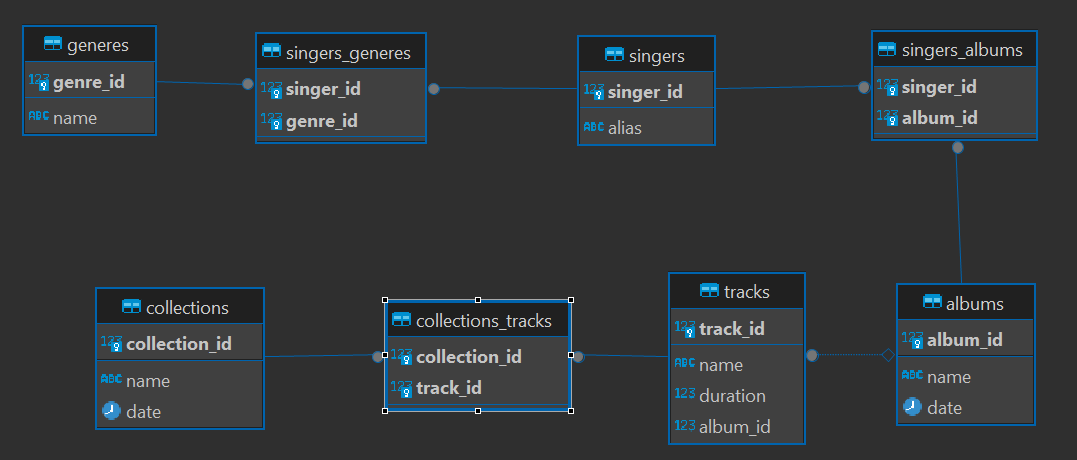 generes
123 genre_id
ABC name
singers_generes
123 singer_id
123 genre_id
singers
123 singer_id
ABC alias
singers_albums
123 singer_id
123 album_id
collections
123 collection_id
ABC name
date
collections_tracks
123 collection_id
123 track_id
tracks
123 track_id
ABC name
123 duration
123 album_id
albums
123 album_id
ABC name
date